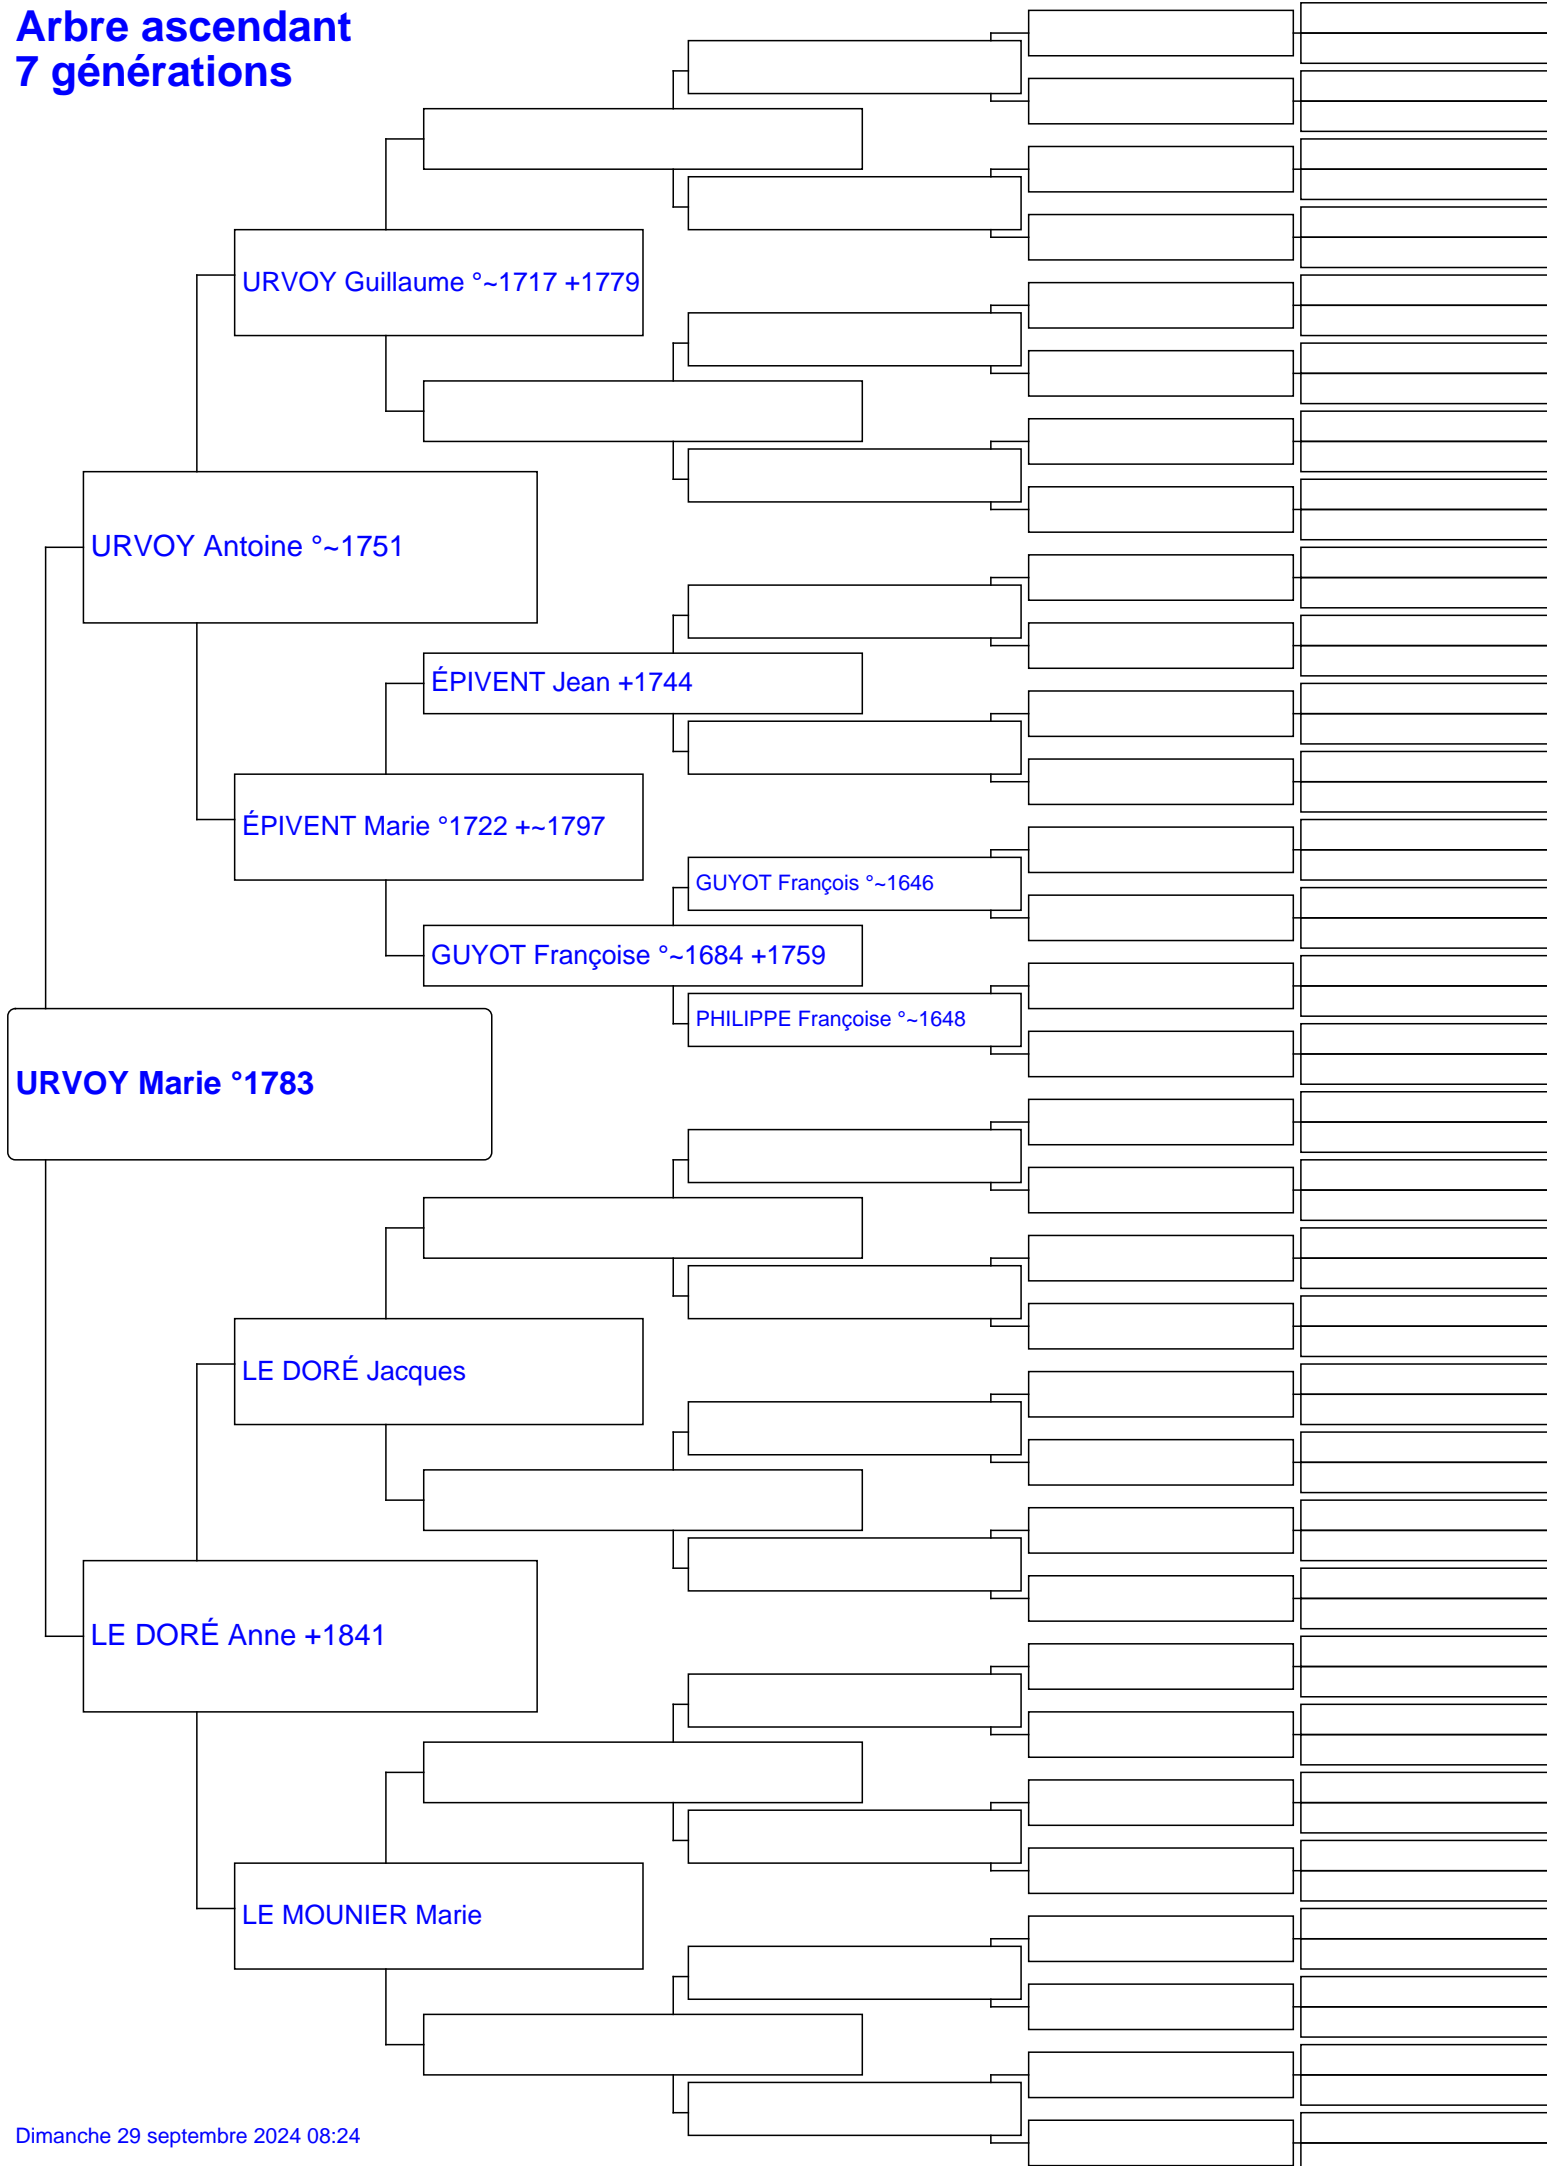 Arbre ascendant
7 générations
URVOY Guillaume °~1717 +1779
URVOY Antoine °~1751
ÉPIVENT Jean +1744
ÉPIVENT Marie °1722 +~1797
GUYOT François °~1646
GUYOT Françoise °~1684 +1759
PHILIPPE Françoise °~1648
URVOY Marie °1783
LE DORÉ Jacques
LE DORÉ Anne +1841
LE MOUNIER Marie
Dimanche 29 septembre 2024 08:24